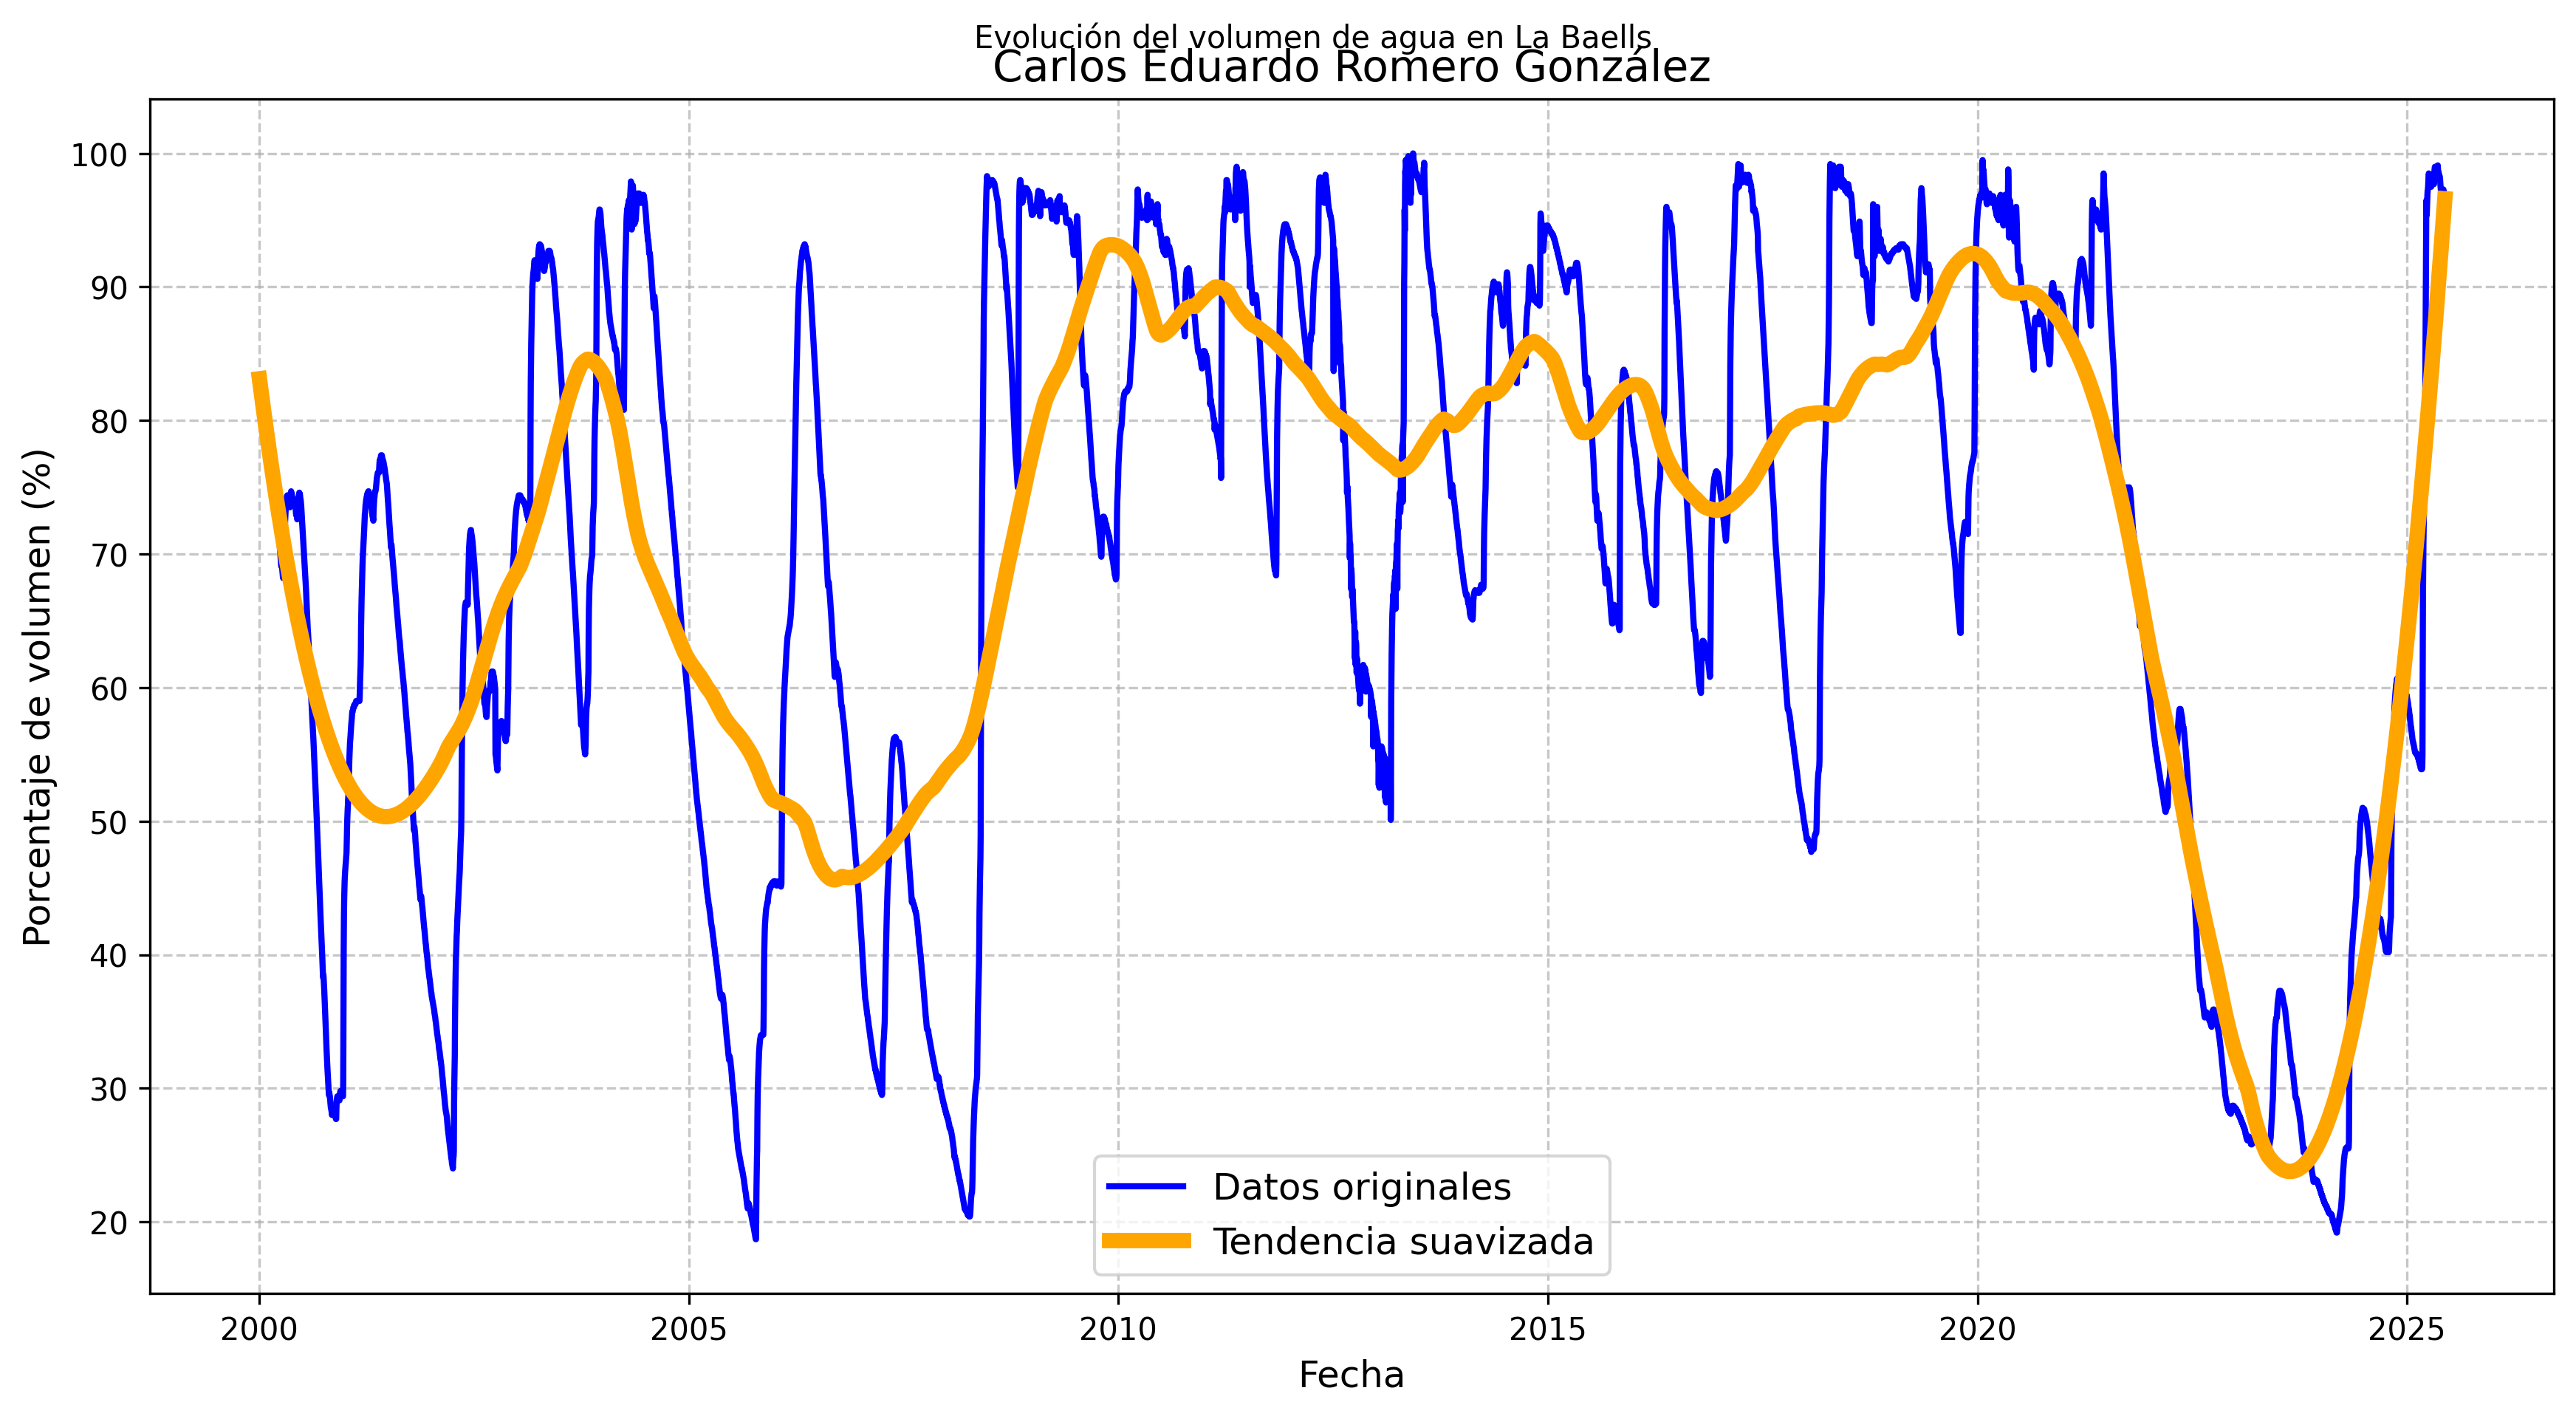 Evolución del volumen de agua en La Baells
Carlos Eduardo Romero González
Porcentaje de volumen (%)
100
90
80
70
60
50
40
30
20
Datos originales
Tendencia suavizada
2000 2005 2010 2015 2020 2025
Fecha